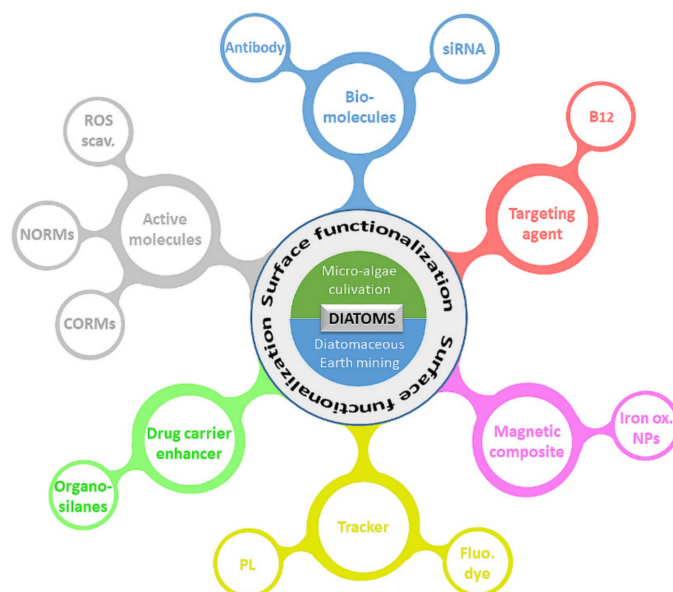 Antibody
siRNA
Bio-
molecules
B12
Targeting
agent
ROS
scav.
Active
molecules
NORMs
CORMs
Surface functionalization
Micro-algae
culivation
DIATOMS
Diatomaceous
Earth mining
Surface functionalization
Drug carrier
enhancer
Organo-
silanes
Magnetic
composite
Iron ox.
NPs
Tracker
PL
Fluo.
dye